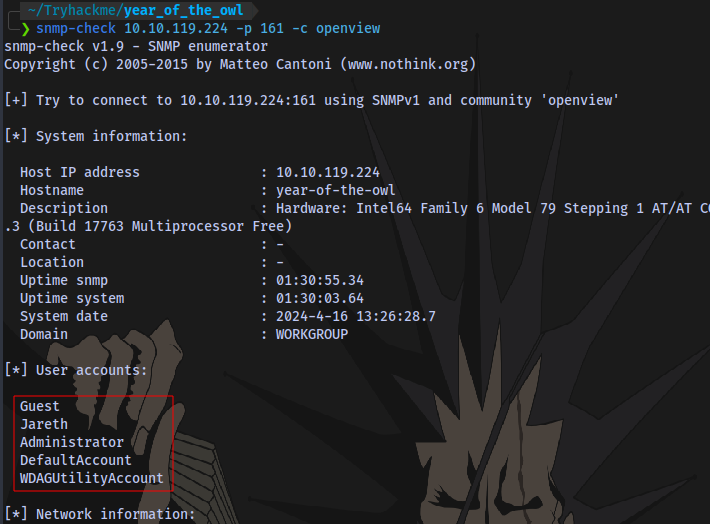 ~/Tryhackme/year_of_the_owl
❯ snmp-check 10.10.119.224 -p 161 -c openview
snmp-check v1.9 - SNMP enumerator
Copyright (c) 2005-2015 by Matteo Cantoni (www.nothink.org)
[+] Try to connect to 10.10.119.224:161 using SNMPv1 and community 'openview'
[*] System information:
Host IP address : 10.10.119.224
Hostname : year-of-the-owl
Description : Hardware: Intel64 Family 6 Model 79 Stepping 1 AT/AT CO
.3 (Build 17763 Multiprocessor Free)
Contact : -
Location : -
Uptime snmp : 01:30:55.34
Uptime system : 01:30:03.64
System date : 2024-4-16 13:26:28.7
Domain : WORKGROUP
[*] User accounts:
Guest
Jareth
Administrator
DefaultAccount
WDAGUtilityAccount
[*] Network information: